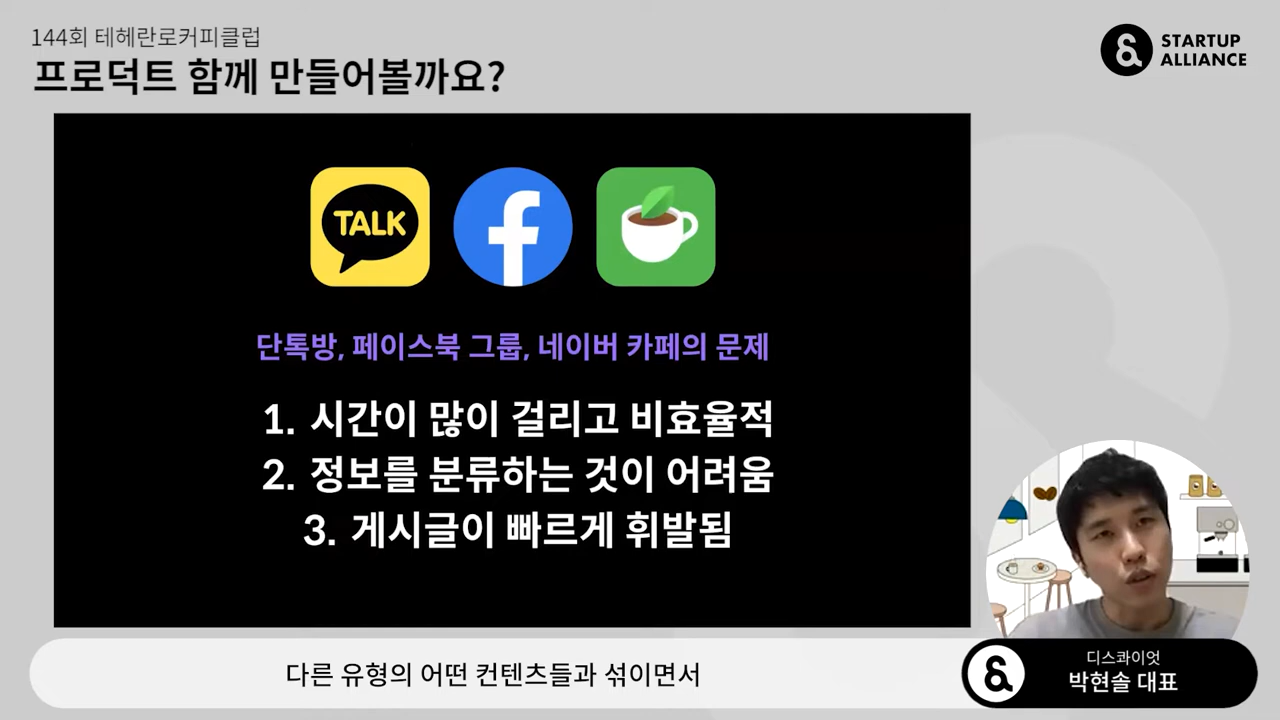 144회 테헤란로커피클럽
프로덕트 함께 만들어볼까요?
STARTUP
ALLIANCE
TALK
단톡방, 페이스북 그룹, 네이버 카페의 문제
1. 시간이 많이 걸리고 비효율적
2. 정보를 분류하는 것이 어려움
3. 게시글이 빠르게 휘발됨
다른 유형의 어떤 컨텐츠들과 섞이면서
디스콰이엇
박현솔 대표